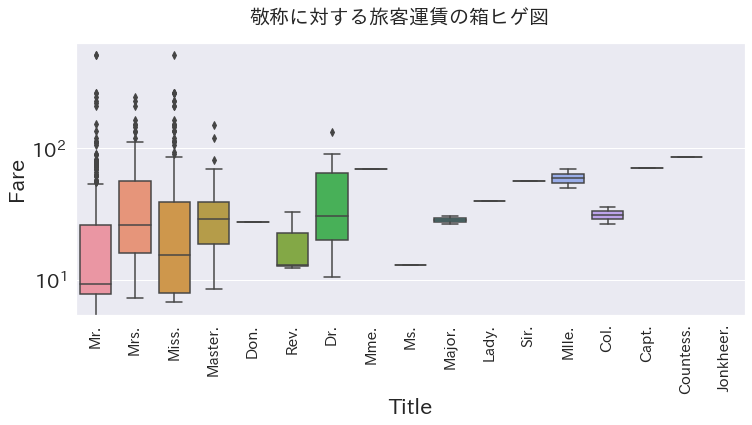 敬称に対する旅客運賃の箱ヒゲ図
Fare
10²
10¹
Mr.
Mrs.
Miss.
Master.
Don.
Rev.
Dr.
Mme.
Ms.
Major.
Lady.
Sir.
Mlle.
Col.
Capt.
Countess.
Jonkheer.
Title